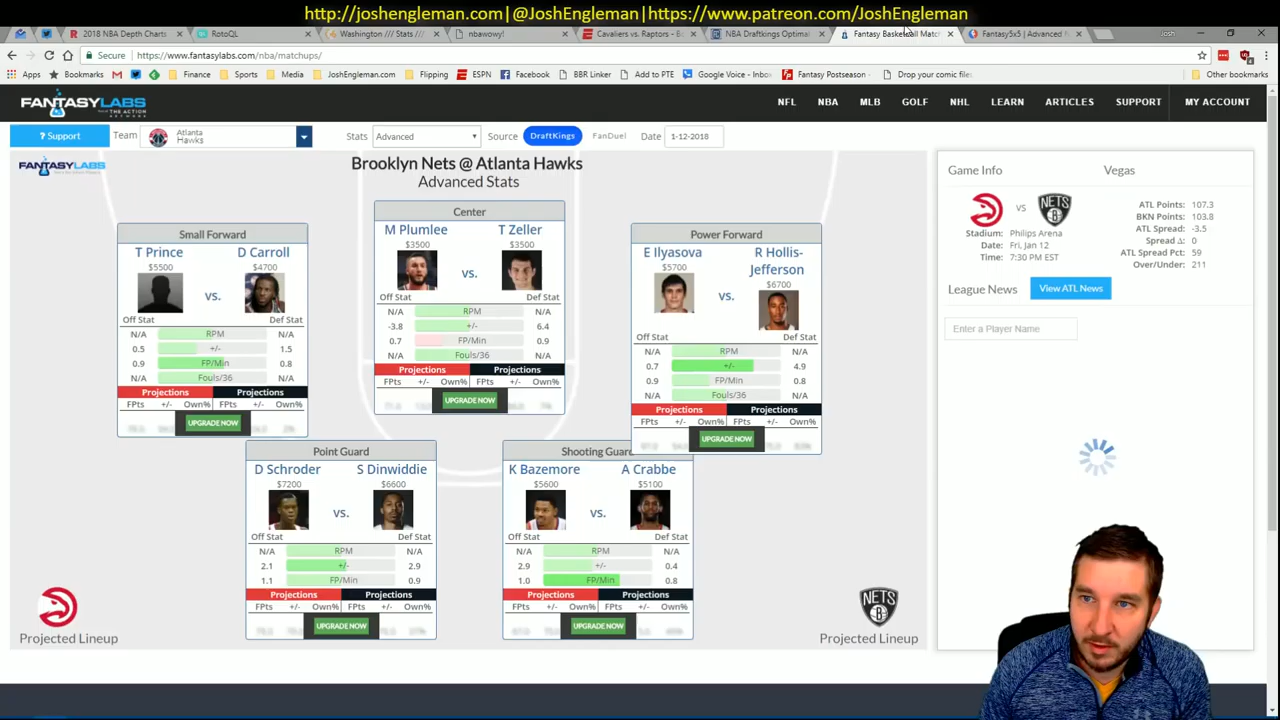 http://joshengleman.com|@JoshEngleman|https://www.patreon.com/JoshEngleman
2018 NBA Depth Charts
RotoQL
Washington /// Stats ///
nbawowy!
Cavaliers vs. Raptors - B
NBA Draftkings Optimal
Fantasy Basketball Match
Fantasy5x5 | Advanced N
Josh
Secure
https://www.fantasylabs.com/nba/matchups/
Apps
Bookmarks
Finance
Sports
Media
JoshEngleman.com
Flipping
ESPN
Facebook
BBR Linker
Add to PTE
Google Voice - Inbox
Fantasy Postseason
Drop your comic files
Other bookmarks
FANTASYLABS
NFL
NBA
MLB
GOLF
NHL
LEARN
ARTICLES
SUPPORT
MY ACCOUNT
? Support
Team
Atlanta
Hawks
Stats
Advanced
Source
DraftKings
FanDuel
Date
1-12-2018
FANTASYLABS
Brooklyn Nets @ Atlanta Hawks
Advanced Stats
Center
M Plumlee T Zeller
$3500 $3500
vs.
Off Stat Def Stat
N/A RPM N/A
-3.8 +/- 6.4
0.7 FP/Min 0.9
N/A Fouls/36 N/A
Projections Projections
FPts +/- Own% FPts +/- Own%
UPGRADE NOW
Small Forward
T Prince D Carroll
$5500 $4700
vs.
Off Stat Def Stat
N/A RPM N/A
0.5 +/- 1.5
0.9 FP/Min 0.8
N/A Fouls/36 N/A
Projections Projections
FPts +/- Own% FPts +/- Own%
UPGRADE NOW
Power Forward
E Ilyasova R Hollis-
Jefferson
$5700 $6700
vs.
Off Stat Def Stat
N/A RPM N/A
0.7 +/- 4.9
0.9 FP/Min 0.8
N/A Fouls/36 N/A
Projections Projections
FPts +/- Own% FPts +/- Own%
UPGRADE NOW
Point Guard
D Schroder S Dinwiddie
$7200 $6600
vs.
Off Stat Def Stat
N/A RPM N/A
2.1 +/- 2.9
1.1 FP/Min 0.9
Projections Projections
FPts +/- Own% FPts +/- Own%
UPGRADE NOW
Shooting Guard
K Bazemore A Crabbe
$5600 $5100
vs.
Off Stat Def Stat
N/A RPM N/A
2.9 +/- 0.4
1.0 FP/Min 0.8
Projections Projections
FPts +/- Own% FPts +/- Own%
UPGRADE NOW
Projected Lineup
NETS
Projected Lineup
Game Info
VS
NETS
Stadium: Philips Arena
Date: Fri, Jan 12
Time: 7:30 PM EST
Vegas
ATL Points: 107.3
BKN Points: 103.8
ATL Spread: -3.5
Spread Δ: 0
ATL Spread Pct: 59
Over/Under: 211
League News
View ATL News
Enter a Player Name